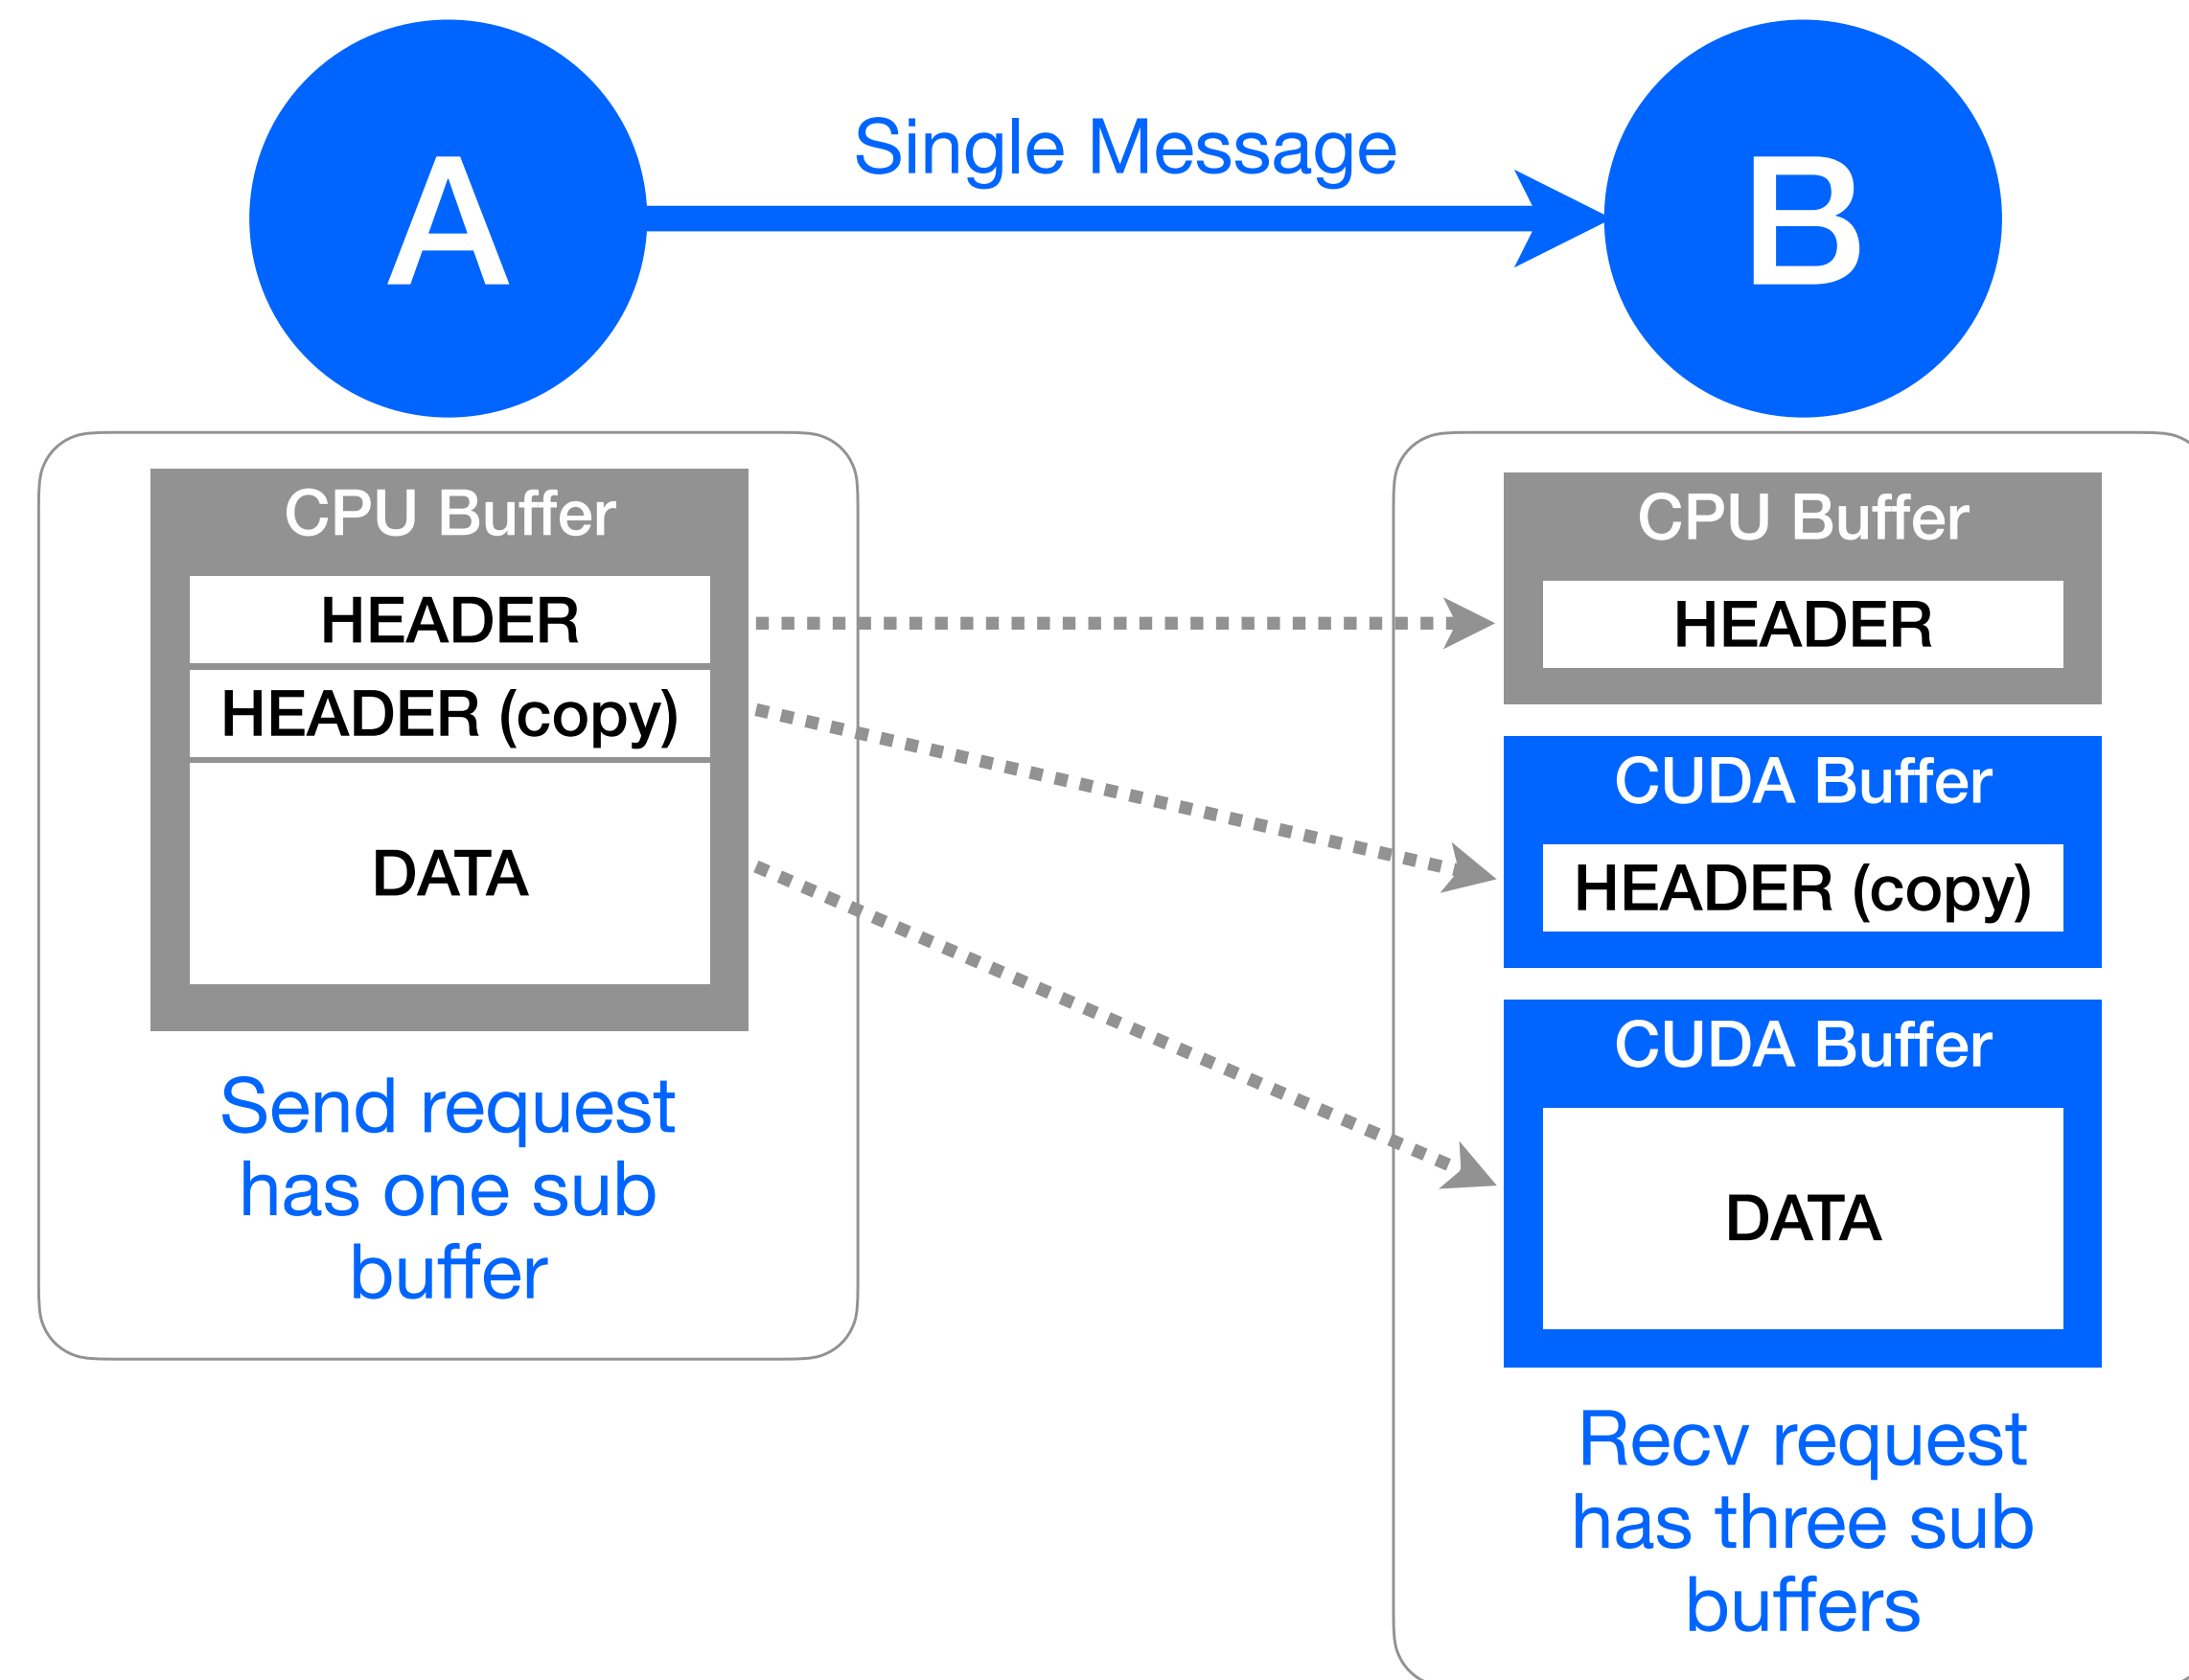 A
Single Message
B
CPU Buffer
HEADER
HEADER (copy)
DATA
Send request
has one sub
buffer
CPU Buffer
HEADER
CUDA Buffer
HEADER (copy)
CUDA Buffer
DATA
Recv request
has three sub
buffers